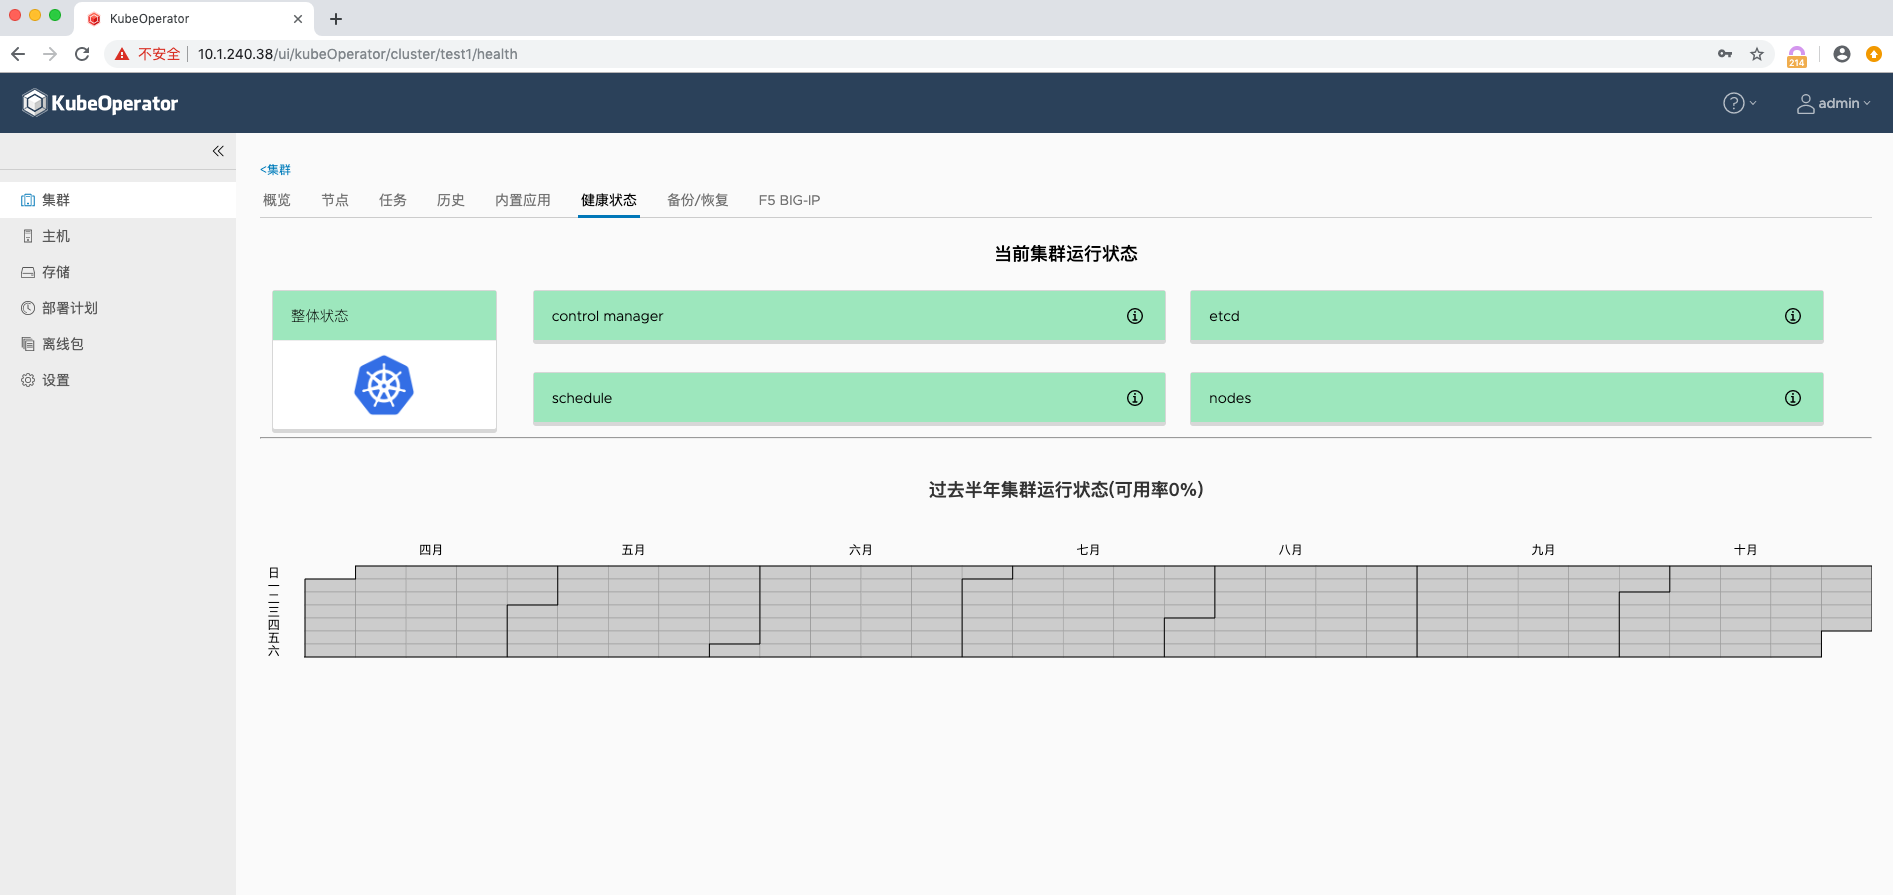 KubeOperator
不安全 10.1.240.38/ui/kubeOperator/cluster/test1/health
214
KubeOperator
? admin
集群
主机
存储
部署计划
离线包
设置
<集群
概览 节点 任务 历史 内置应用 健康状态 备份/恢复 F5 BIG-IP
当前集群运行状态
整体状态
control manager
etcd
schedule
nodes
过去半年集群运行状态(可用率0%)
四月 五月 六月 七月 八月 九月 十月
日
一
二
三
四
五
六